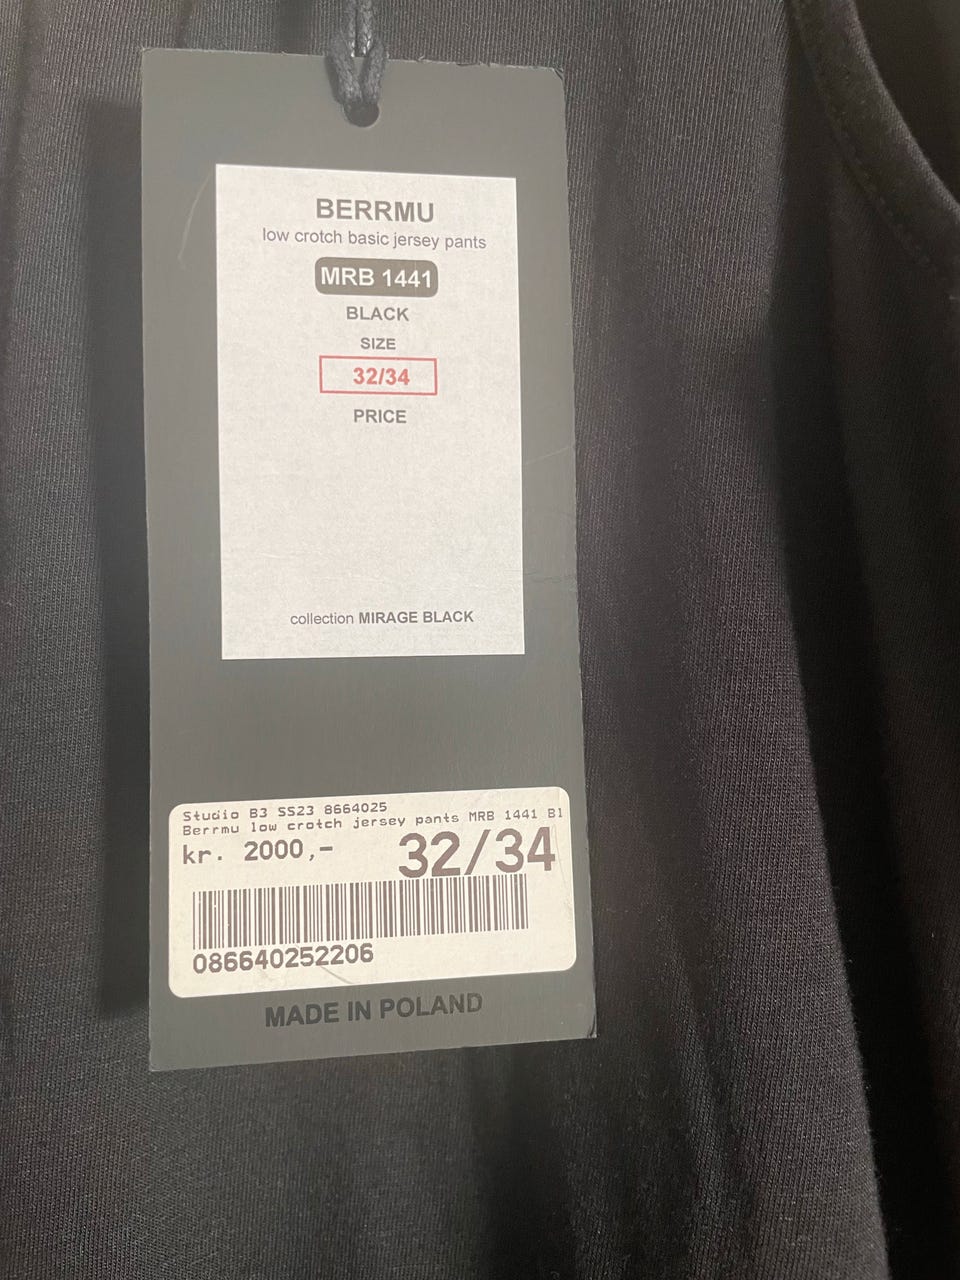 BERRMU
low crotch basic jersey pants
MRB 1441
BLACK
SIZE
32/34
PRICE
collection MIRAGE BLACK
Studio B3 SS23 8664025
Berrmu low crotch jersey pants MRB 1441 Bl
kr. 2000,- 32/34
086640252206
MADE IN POLAND